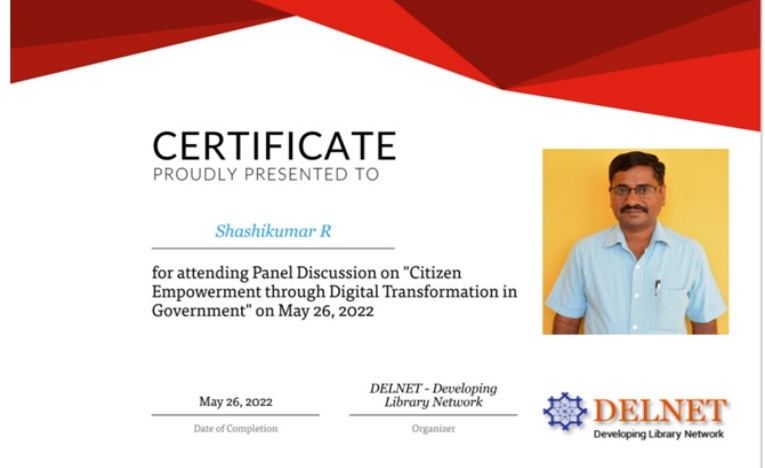 CERTIFICATE
PROUDLY PRESENTED TO
Shashikumar R
for attending Panel Discussion on "Citizen
Empowerment through Digital Transformation in
Government" on May 26, 2022
May 26, 2022
Date of Completion
DELNET - Developing
Library Network
Organizer
DELNET
Developing Library Network